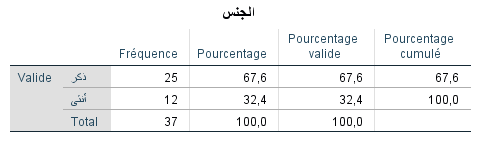 الجنس
Fréquence Pourcentage Pourcentage valide Pourcentage cumulé
Valide ذكر 25 67,6 67,6 67,6
أنثى 12 32,4 32,4 100,0
Total 37 100,0 100,0